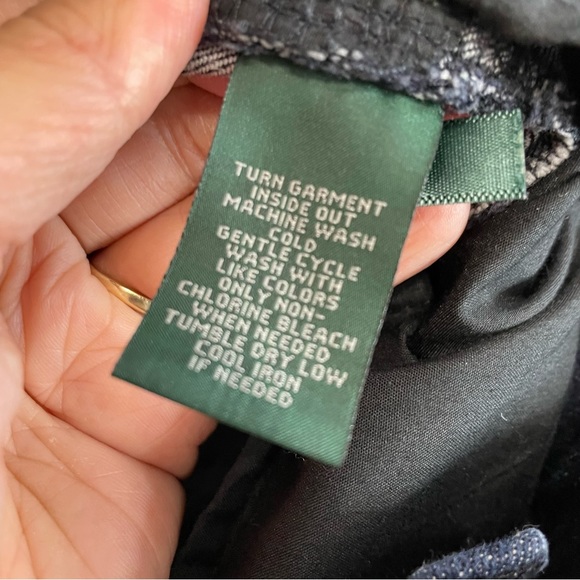 TURN GARMENT
INSIDE OUT
MACHINE WASH
COLD
GENTLE CYCLE
WASH WITH
LIKE COLORS
ONLY NON-
CHLORINE BLEACH
WHEN NEEDED
TUMBLE DRY LOW
COOL IRON
IF NEEDED